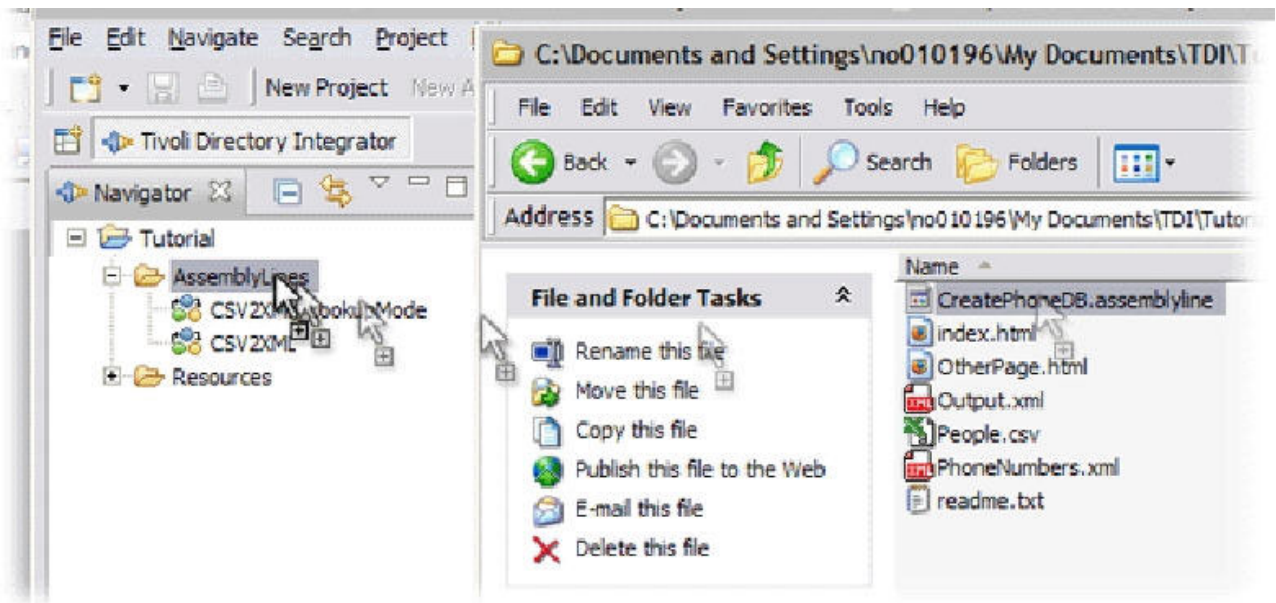 File Edit Navigate Search Project
New Project New A
Tivoli Directory Integrator
Navigator
Tutorial
AssemblyLines
CSV2XML
Resources
C:\Documents and Settings\no010196\My Documents\TDI\T
File Edit View Favorites Tools Help
Back Search Folders
Address C:\Documents and Settings\no010196\My Documents\TDI\Tutori
File and Folder Tasks
Rename this file
Move this file
Copy this file
Publish this file to the Web
E-mail this file
Delete this file
Name
CreatePhoneDB.assemblyline
index.html
OtherPage.html
Output.xml
People.csv
PhoneNumbers.xml
readme.txt